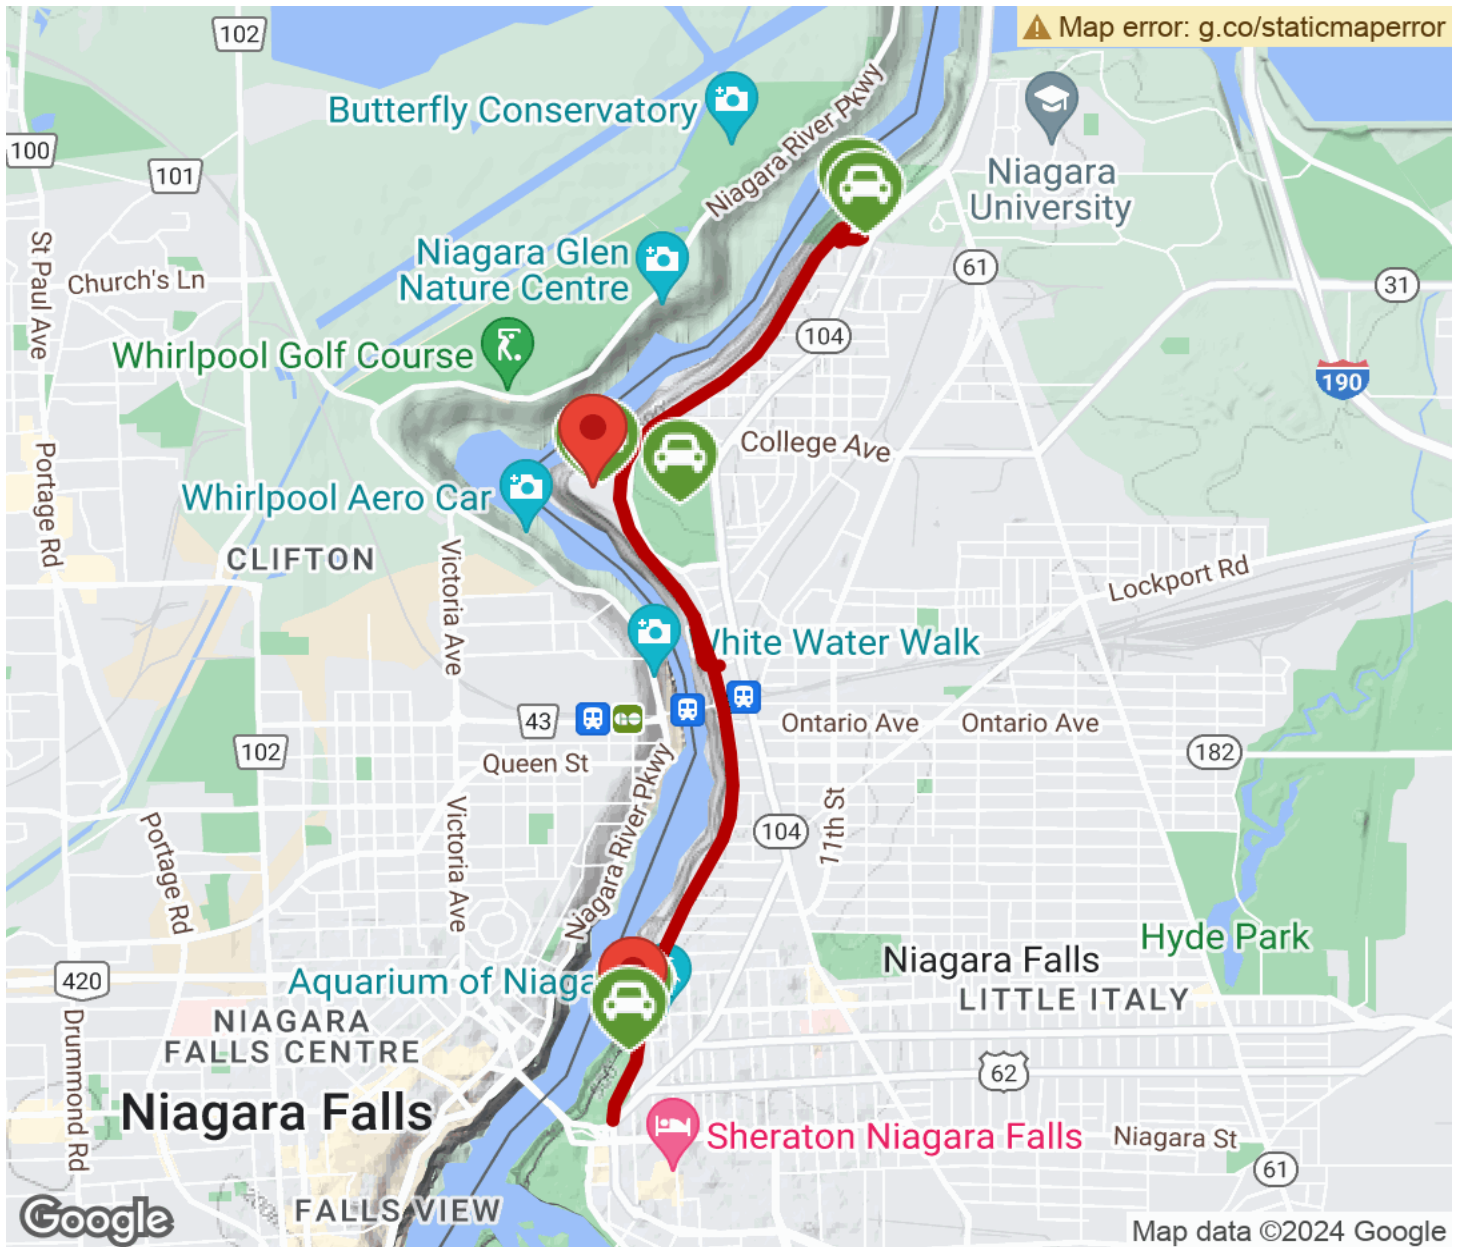 102
Map error: g.co/staticmaperror
Butterfly Conservatory
Niagara River Pkwy
100
101
Niagara
University
St Paul Ave
Niagara Glen
Nature Centre
Church's Ln
61
31
104
Whirlpool Golf Course
190
College Ave
Portage Rd
Whirlpool Aero Car
CLIFTON
Victoria Ave
Lockport Rd
White Water Walk
43
Ontario Ave
Ontario Ave
102
Queen St
182
Niagara River Pkwy
Portage Rd
Victoria Ave
104
11th St
Hyde Park
Niagara Falls
LITTLE ITALY
420
Aquarium of Niaga
NIAGARA
FALLS CENTRE
Drummond Rd
62
Niagara Falls
Sheraton Niagara Falls
Niagara St
61
FALLS VIEW
Google
Map data ©2024 Google